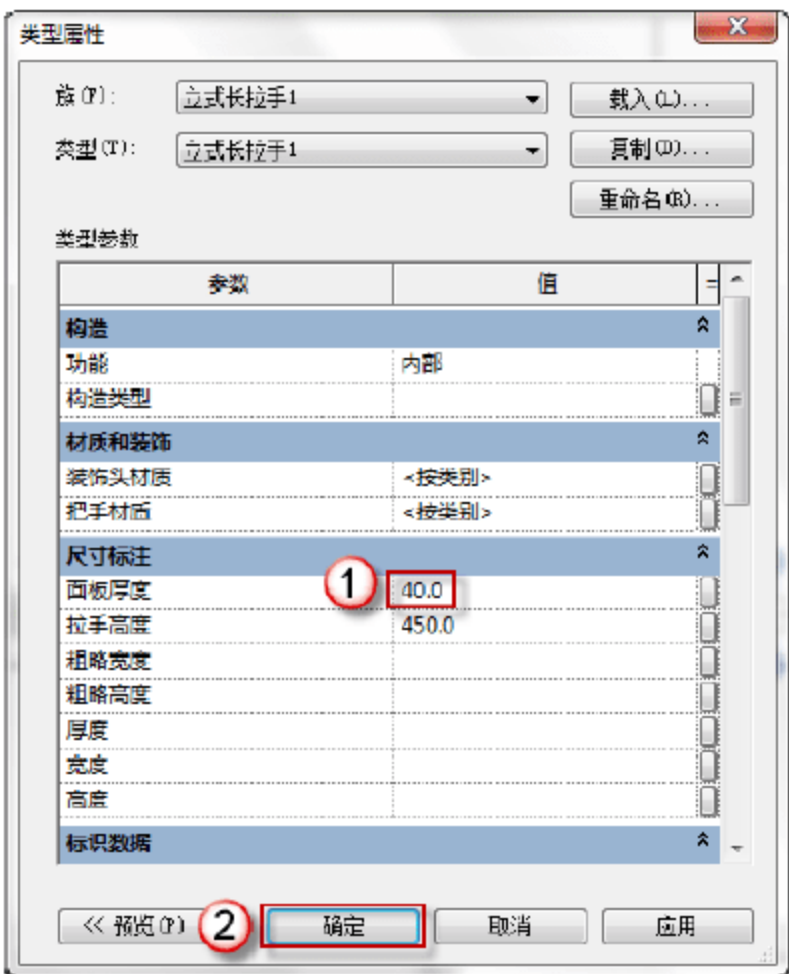 类型属性
族(F): 立式长拉手1 载入(L)...
类型(T): 立式长拉手1 复制(D)...
重命名(R)...
类型参数
参数 值 =
构造
功能 内部
构造类型
材质和装饰
装饰头材质 <按类别>
把手材质 <按类别>
尺寸标注
面板厚度 1 40.0
拉手高度 450.0
粗略宽度
粗略高度
厚度
宽度
高度
标识数据
<< 预览(P) 2 确定 取消 应用